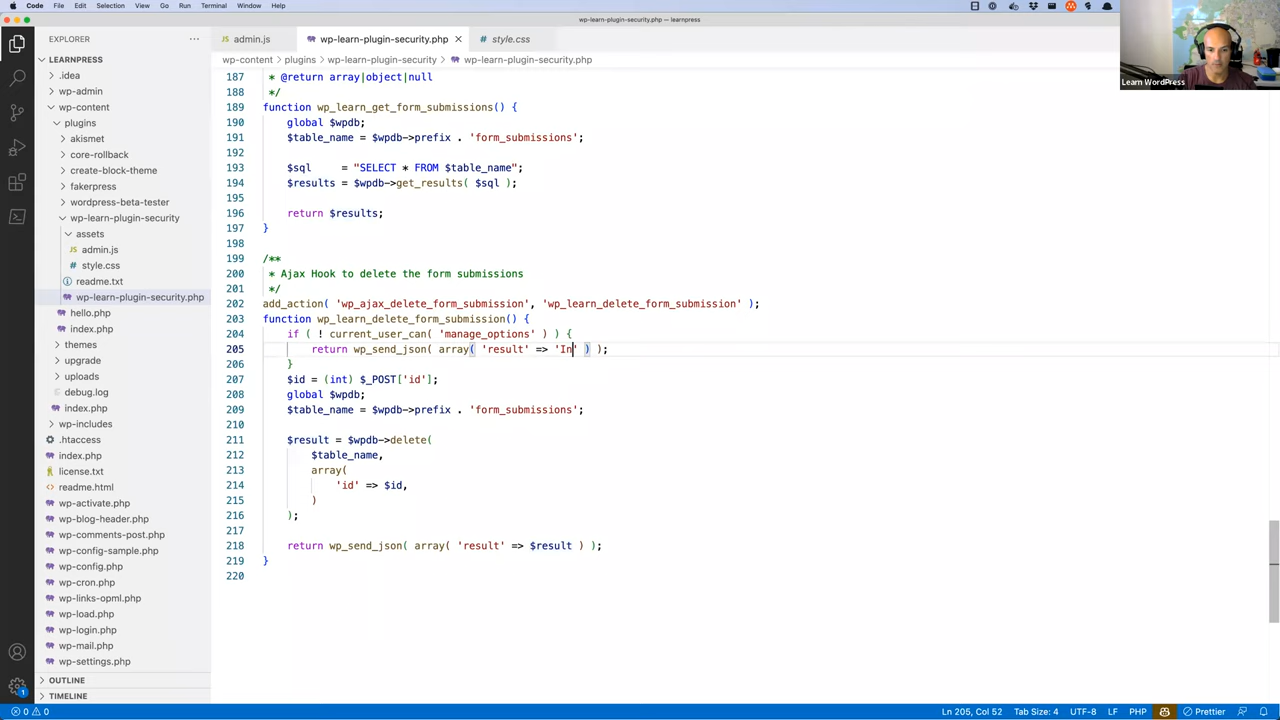 Code File Edit Selection View Go Run Terminal Window Help
wp-learn-plugin-security.php — learnpress
EXPLORER
admin.js
wp-learn-plugin-security.php
style.css
wp-content > plugins > wp-learn-plugin-security > wp-learn-plugin-security.php
Learn WordPress
LEARNPRESS
.idea
wp-admin
wp-content
plugins
akismet
core-rollback
create-block-theme
fakerpress
wordpress-beta-tester
wp-learn-plugin-security
assets
admin.js
style.css
readme.txt
wp-learn-plugin-security.php
hello.php
index.php
themes
upgrade
uploads
debug.log
index.php
wp-includes
.htaccess
index.php
license.txt
readme.html
wp-activate.php
wp-blog-header.php
wp-comments-post.php
wp-config-sample.php
wp-config.php
wp-cron.php
wp-links-opml.php
wp-load.php
wp-login.php
wp-mail.php
wp-settings.php
OUTLINE
TIMELINE
187 * @return array|object|null
188 */
189 function wp_learn_get_form_submissions() {
190 global $wpdb;
191 $table_name = $wpdb->prefix . 'form_submissions';
192
193 $sql     = "SELECT * FROM $table_name";
194 $results = $wpdb->get_results( $sql );
195
196 return $results;
197 }
198
199 /**
200 * Ajax Hook to delete the form submissions
201 */
202 add_action( 'wp_ajax_delete_form_submission', 'wp_learn_delete_form_submission' );
203 function wp_learn_delete_form_submission() {
204 if ( ! current_user_can( 'manage_options' ) ) {
205 return wp_send_json( array( 'result' => 'In' ) );
206 }
207 $id = (int) $_POST['id'];
208 global $wpdb;
209 $table_name = $wpdb->prefix . 'form_submissions';
210
211 $result = $wpdb->delete(
212 $table_name,
213 array(
214 'id' => $id,
215 )
216 );
217
218 return wp_send_json( array( 'result' => $result ) );
219 }
220
1
0 0 Ln 205, Col 52 Tab Size: 4 UTF-8 LF PHP Prettier